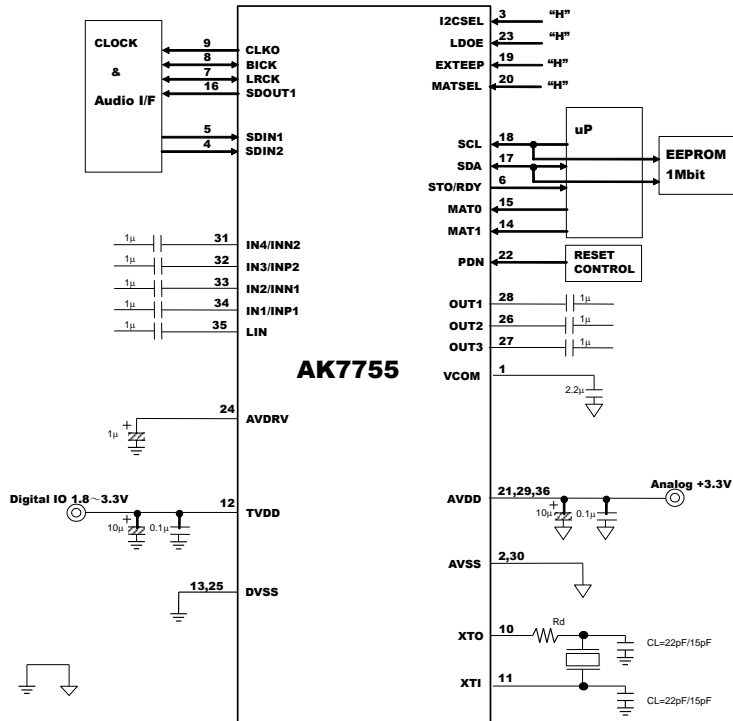 CLOCK
&
Audio I/F
9 CLKO
8 BICK
7 LRCK
16 SDOUT1
5 SDIN1
4 SDIN2
1μ 31 IN4/INN2
1μ 32 IN3/INP2
1μ 33 IN2/INN1
1μ 34 IN1/INP1
1μ 35 LIN
24 AVDRV
+
1μ
Digital IO 1.8～3.3V
12 TVDD
+
10μ 0.1μ
13,25 DVSS
AK7755
I2CSEL 3 “H”
LDOE 23 “H”
EXTEEP 19 “H”
MATSEL 20 “H”
uP
SCL 18
SDA 17
STO/RDY 6
MAT0 15
MAT1 14
EEPROM
1Mbit
PDN 22
RESET
CONTROL
OUT1 28 1μ
OUT2 26 1μ
OUT3 27 1μ
VCOM 1
2.2μ
AVDD 21,29,36
Analog +3.3V
+
10μ 0.1μ
AVSS 2,30
XTO 10 Rd
CL=22pF/15pF
XTI 11
CL=22pF/15pF